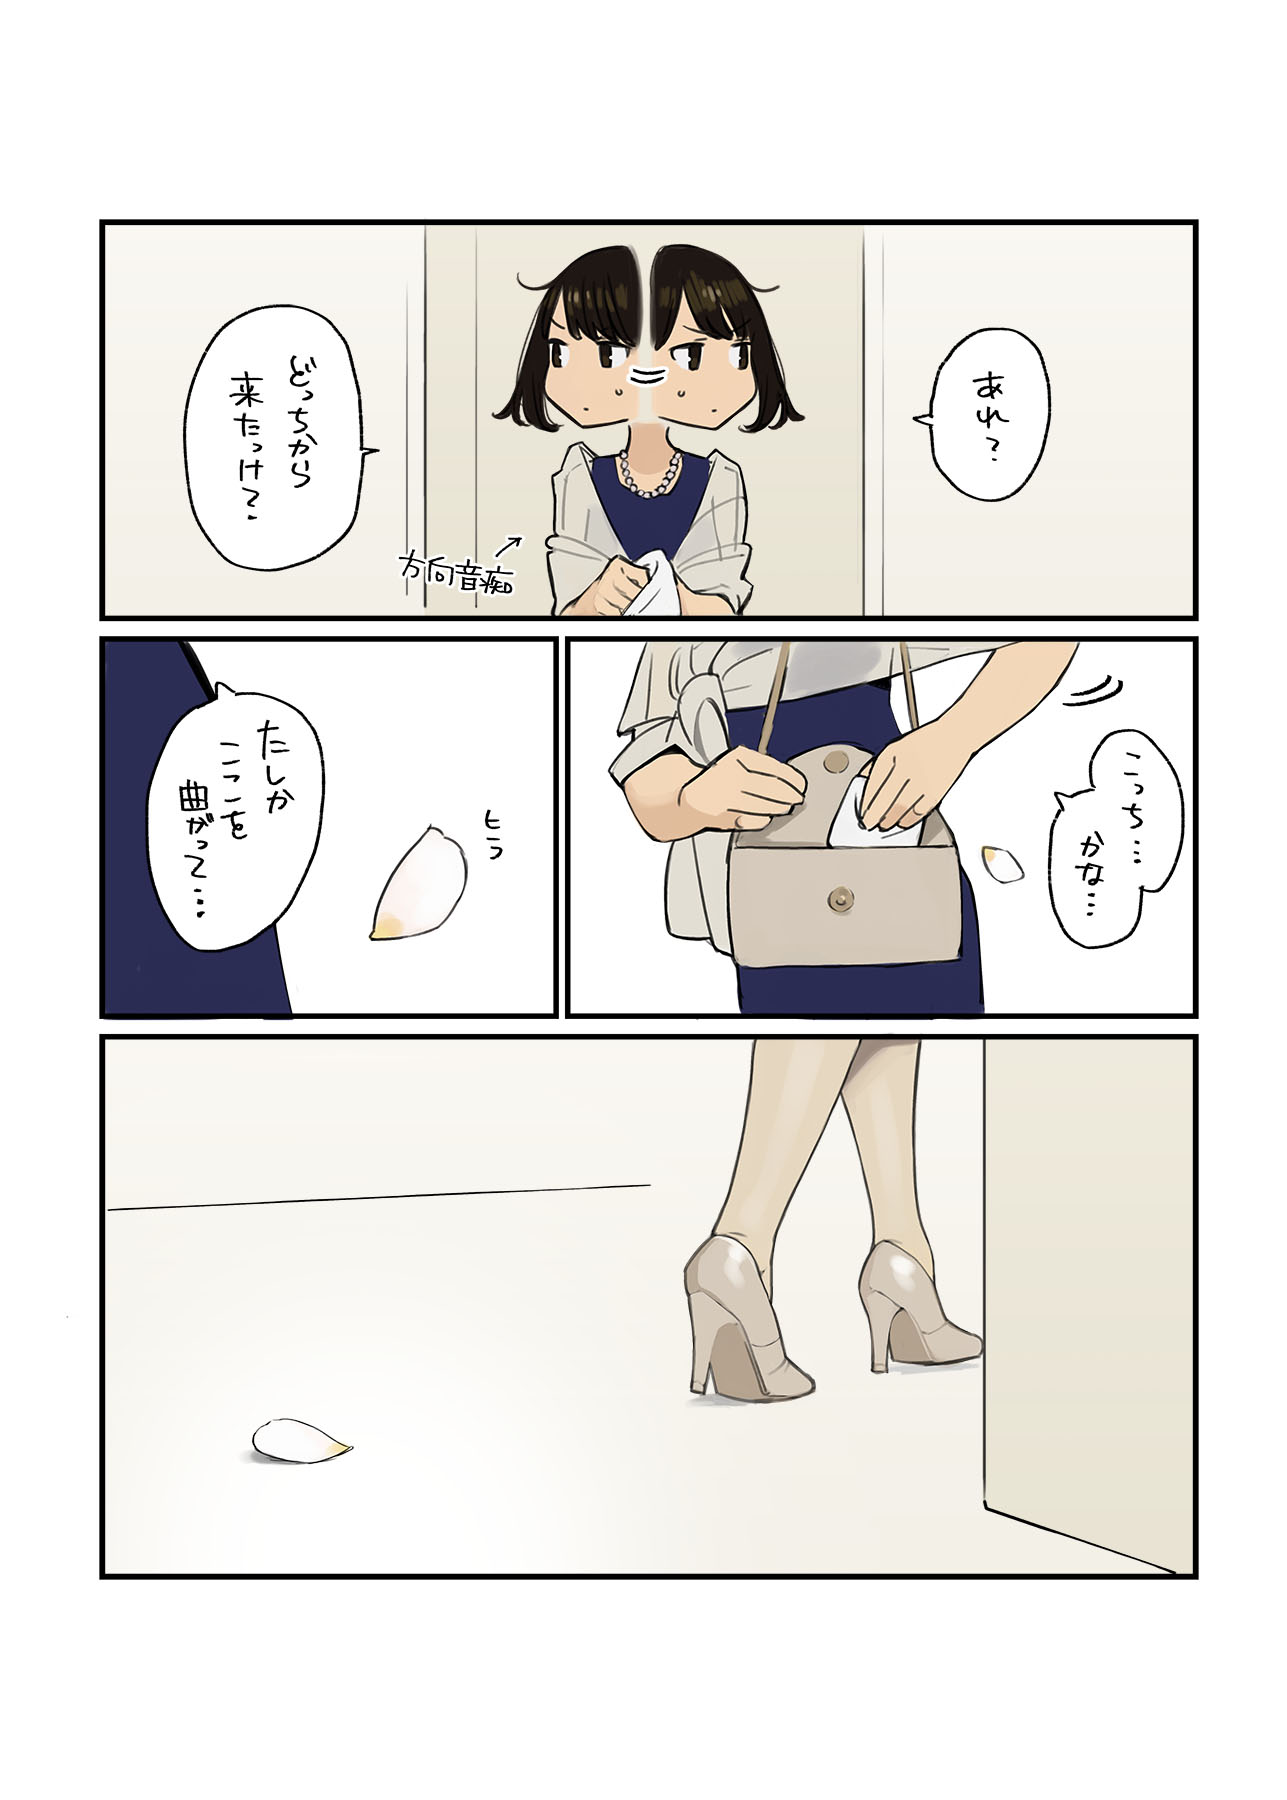 あれ?
どっちから
来たっけ?
方向音痴
こっち…
かな…
ヒラ
たしか
ここを
曲がって…